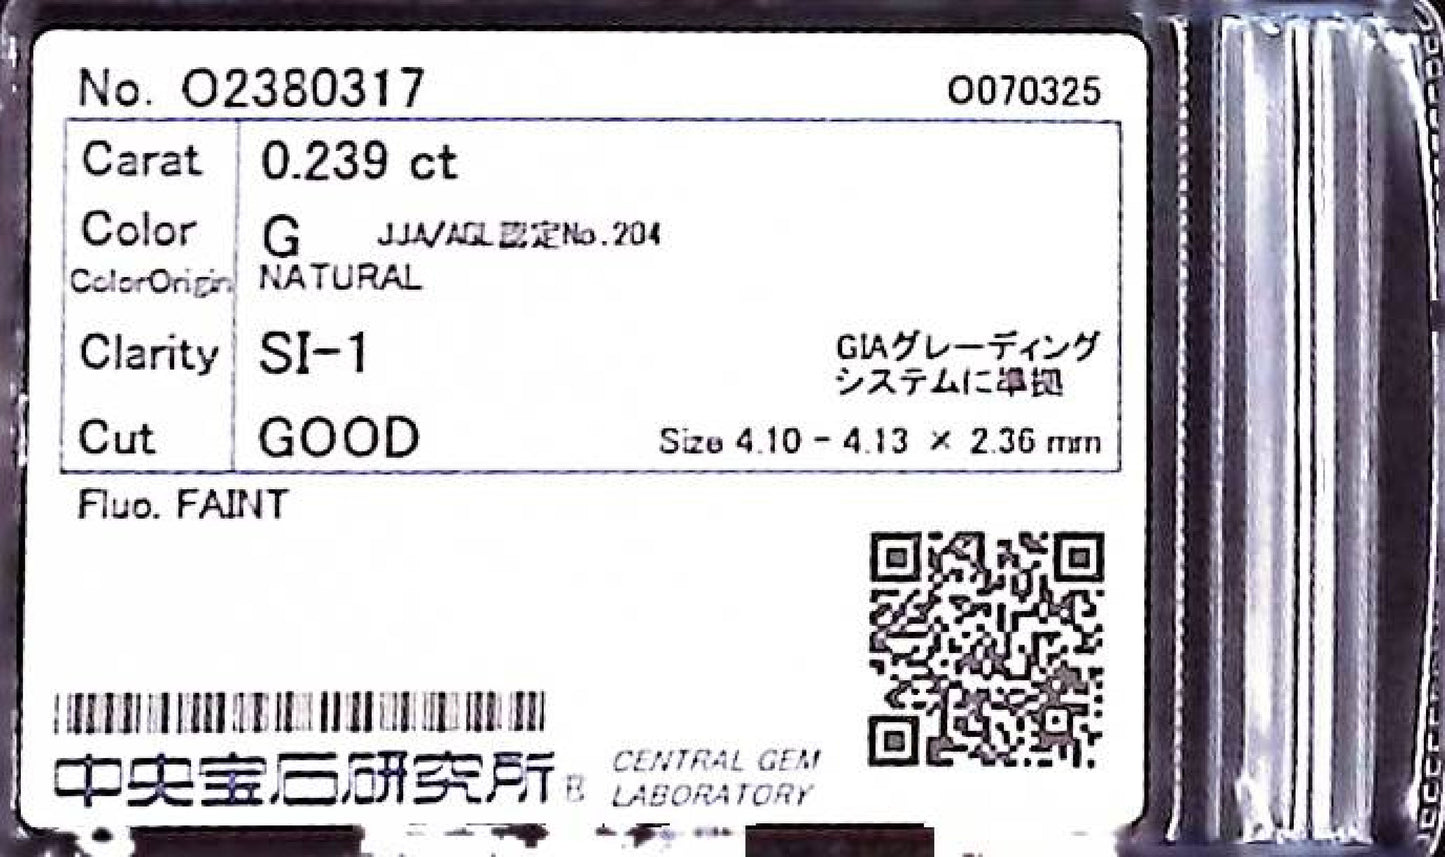 No. O2380317 O070325
Carat 0.239 ct
Color G JJA/AGL認定No.204
ColorOrigin NATURAL
Clarity SI-1
GIAグレーディング
システムに準拠
Cut GOOD Size 4.10 - 4.13 × 2.36 mm
Fluo. FAINT
中央宝石研究所
CENTRAL GEM
LABORATORY